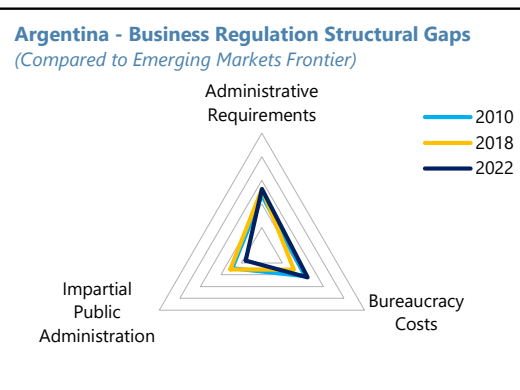 Argentina - Business Regulation Structural Gaps
(Compared to Emerging Markets Frontier)
Administrative
Requirements
2010
2018
2022
Impartial
Public
Administration
Bureaucracy
Costs